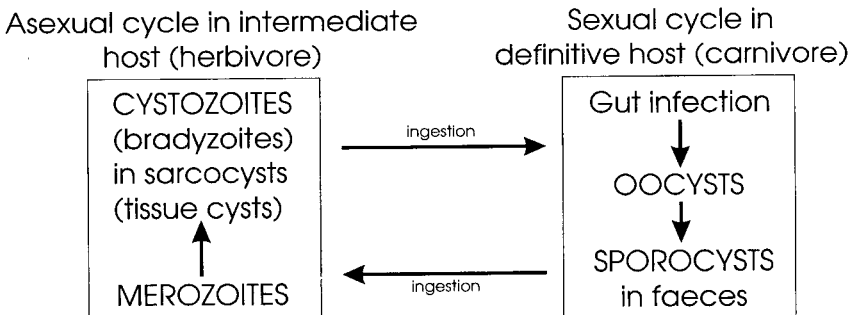 Asexual cycle in intermediate
host (herbivore)
CYSTOZOITES
(bradyzoites)
in sarcocysts
(tissue cysts)
MEROZOITES
ingestion
ingestion
Sexual cycle in
definitive host (carnivore)
Gut infection
OOCYSTS
SPOROCYSTS
in faeces